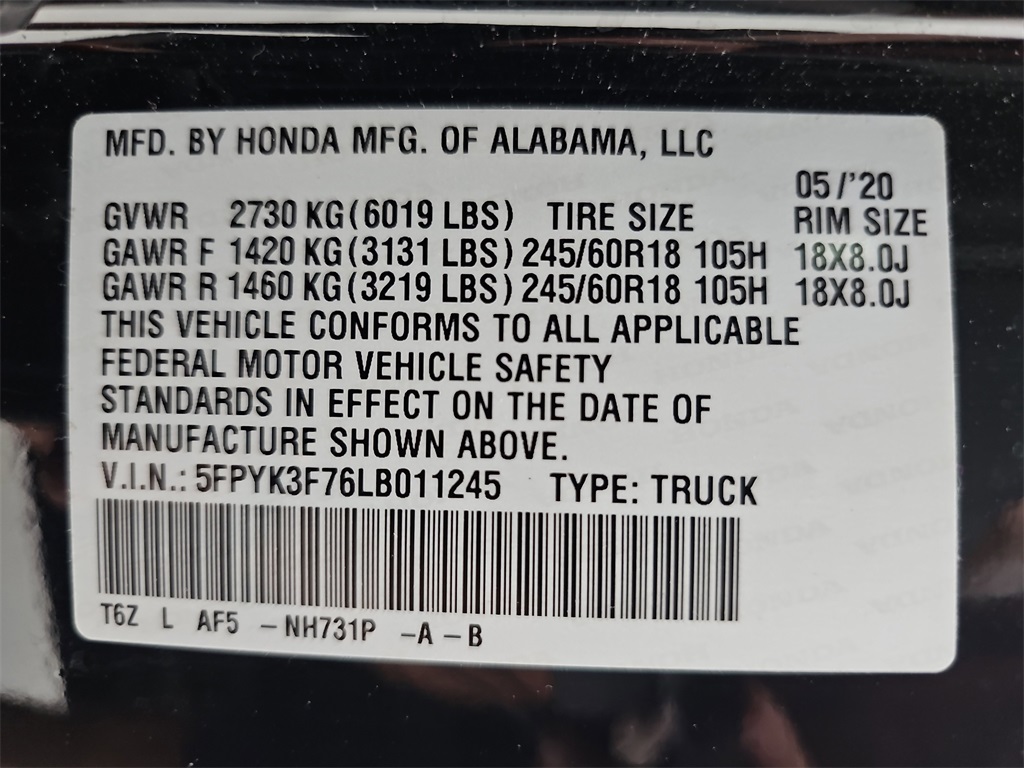 MFD. BY HONDA MFG. OF ALABAMA, LLC
05/'20
GVWR 2730 KG(6019 LBS) TIRE SIZE RIM SIZE
GAWR F 1420 KG(3131 LBS) 245/60R18 105H 18X8.0J
GAWR R 1460 KG(3219 LBS) 245/60R18 105H 18X8.0J
THIS VEHICLE CONFORMS TO ALL APPLICABLE
FEDERAL MOTOR VEHICLE SAFETY
STANDARDS IN EFFECT ON THE DATE OF
MANUFACTURE SHOWN ABOVE.
V.I.N.: 5FPYK3F76LB011245 TYPE: TRUCK
T6Z L AF5 -NH731P -A-B